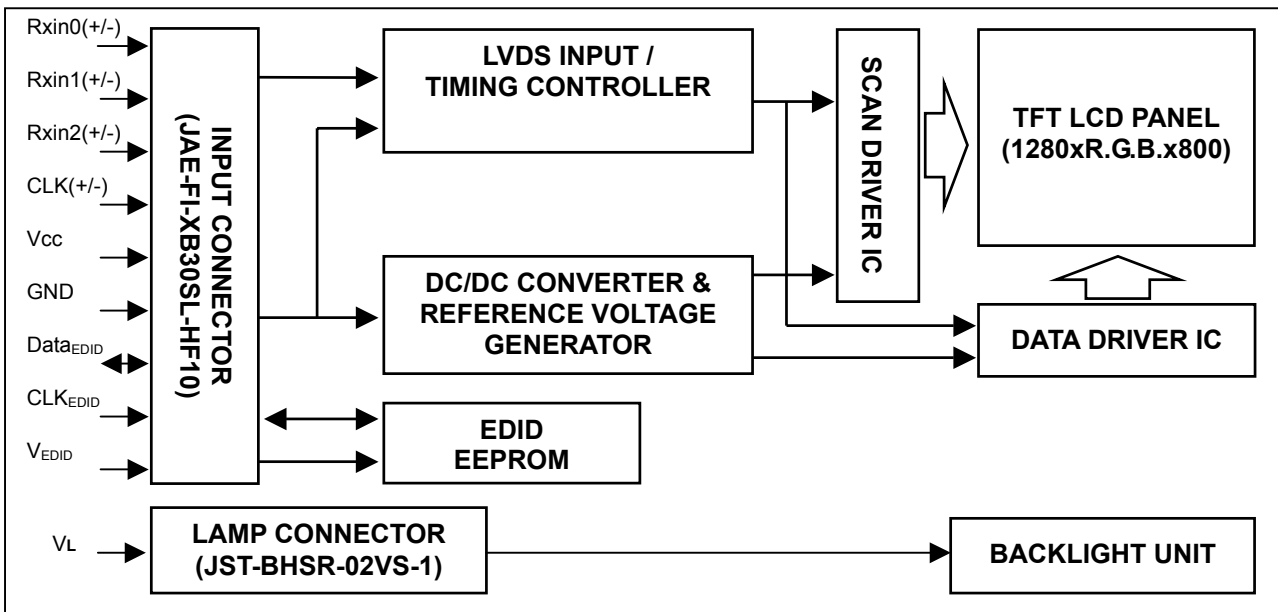 Rxin0(+/-)
Rxin1(+/-)
Rxin2(+/-)
CLK(+/-)
Vcc
GND
DataEDID
CLKEDID
VEDID
VL
INPUT CONNECTOR
(JAE-FI-XB30SL-HF10)
LVDS INPUT /
TIMING CONTROLLER
DC/DC CONVERTER &
REFERENCE VOLTAGE
GENERATOR
EDID
EEPROM
SCAN DRIVER IC
TFT LCD PANEL
(1280xR.G.B.x800)
DATA DRIVER IC
LAMP CONNECTOR
(JST-BHSR-02VS-1)
BACKLIGHT UNIT